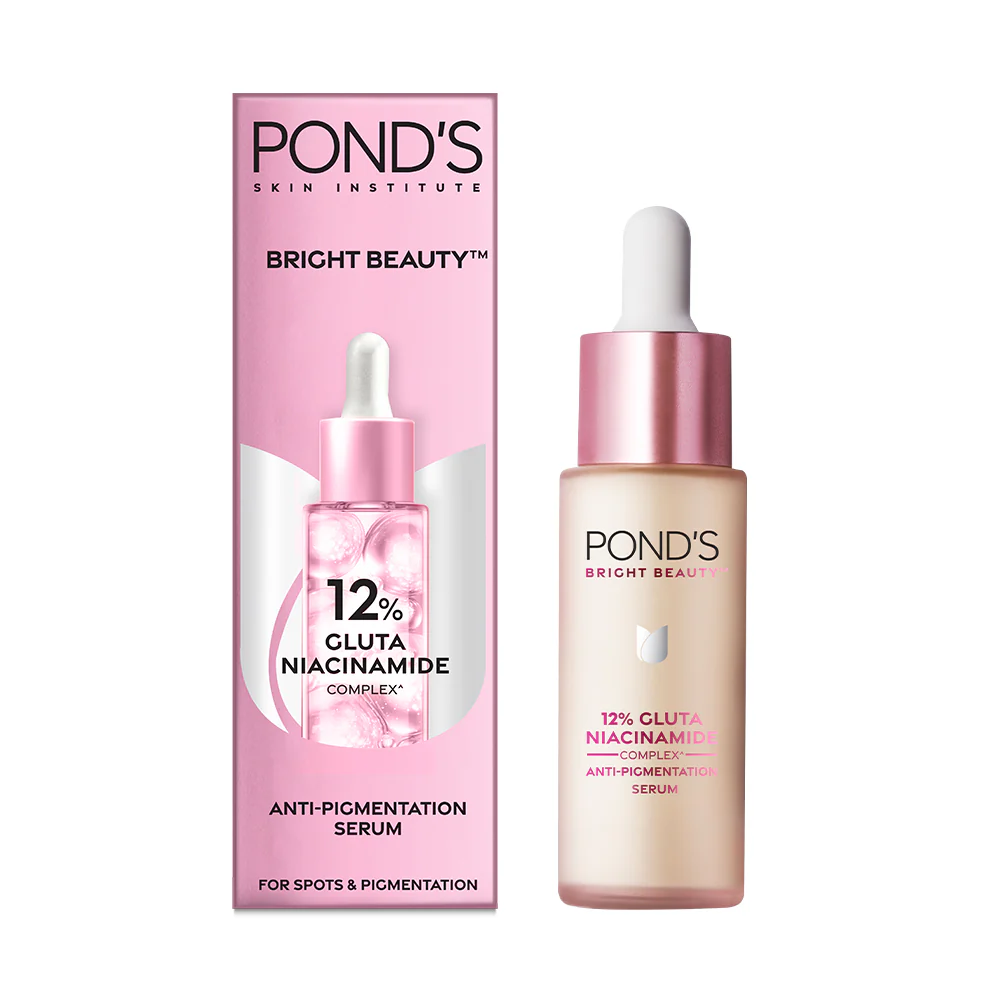 POND'S
SKIN INSTITUTE
BRIGHT BEAUTY™
12%
GLUTA
NIACINAMIDE
COMPLEX^
ANTI-PIGMENTATION
SERUM
FOR SPOTS & PIGMENTATION
POND'S
BRIGHT BEAUTY™
12% GLUTA
NIACINAMIDE
COMPLEX^
ANTI-PIGMENTATION
SERUM